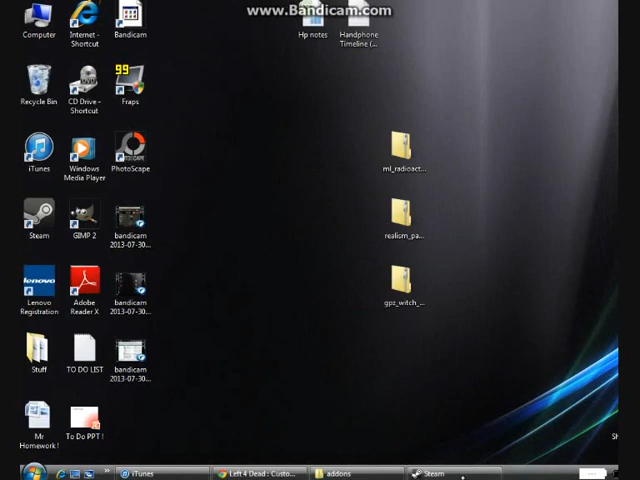 www.Bandicam.com
Computer
Internet -
Shortcut
Bandicam
Hp notes
Handphone
Timeline (...
99
Recycle Bin
CD Drive -
Shortcut
Fraps
iTunes
Windows
Media Player
PhotoScape
ml_radioact...
Steam
GIMP 2
bandicam
2013-07-30...
realism_pa...
lenovo
Lenovo
Registration
Adobe
Reader X
bandicam
2013-07-30...
gpz_witch_...
Stuff
TO DO LIST
bandicam
2013-07-30...
Mr
Homework !
To Do PPT !
iTunes
Left 4 Dead : Custo...
addons
Steam